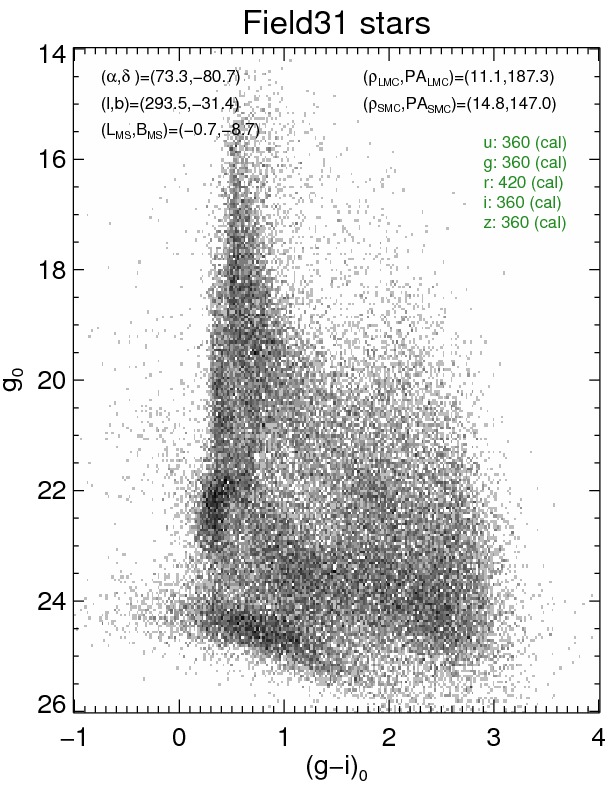 Field31 stars
14
(α,δ )=(73.3,−80.7)
(ρLMC,PALMC)=(11.1,187.3)
(l,b)=(293.5,−31.4)
(ρSMC,PASMC)=(14.8,147.0)
(LMS,BMS)=(−0.7,−8.7)
u: 360 (cal)
16
g: 360 (cal)
r: 420 (cal)
i: 360 (cal)
z: 360 (cal)
18
g0
20
22
24
26
−1 0 1 2 3 4
(g−i)0